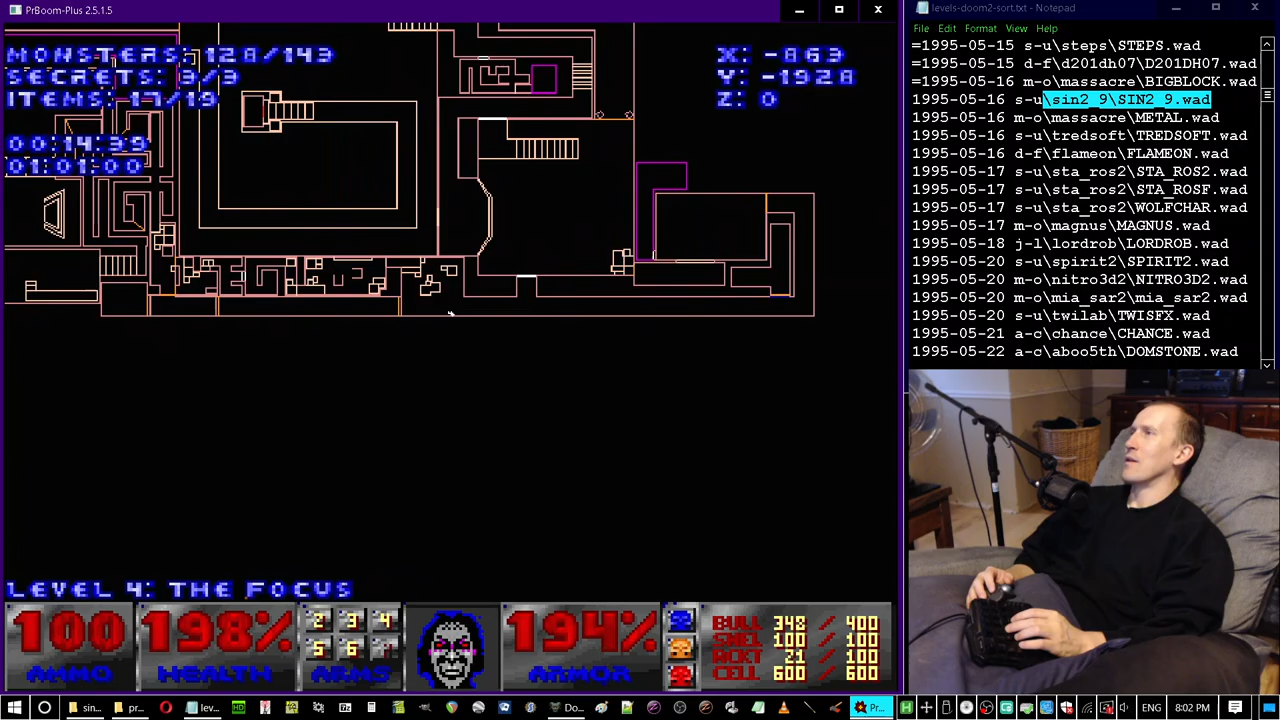 PrBoom-Plus 2.5.1.5
MONSTERS: 128/143
SECRETS: 3/3
ITEMS: 17/19
00:14:39
01:01:00
X: -863
Y: -1928
Z: 0
LEVEL 4: THE FOCUS
100 198% 2 3 4 194% BULL 348 / 400
5 6 SHEL 100 / 100
RCKT 21 / 100
AMMO HEALTH ARMS ARMOR CELL 600 / 600
levels-doom2-sort.txt - Notepad
File Edit Format View Help
=1995-05-15 s-u\steps\STEPS.wad
=1995-05-15 d-f\d201dh07\D201DH07.wad
=1995-05-15 m-o\massacre\BIGBLOCK.wad
1995-05-16 s-u\sin2_9\SIN2_9.wad
1995-05-16 m-o\massacre\METAL.wad
1995-05-16 s-u\tredsoft\TREDSOFT.wad
1995-05-16 d-f\flameon\FLAMEON.wad
1995-05-17 s-u\sta_ros2\STA_ROS2.wad
1995-05-17 s-u\sta_ros2\STA_ROSF.wad
1995-05-17 s-u\sta_ros2\WOLFCHAR.wad
1995-05-17 m-o\magnus\MAGNUS.wad
1995-05-18 j-l\lordrob\LORDROB.wad
1995-05-20 s-u\spirit2\SPIRIT2.wad
1995-05-20 m-o\nitro3d2\NITRO3D2.wad
1995-05-20 m-o\mia_sar2\mia_sar2.wad
1995-05-20 s-u\twilab\TWISFX.wad
1995-05-21 a-c\chance\CHANCE.wad
1995-05-22 a-c\aboo5th\DOMSTONE.wad
sin... pr... lev... Do... Pr... ENG 8:02 PM